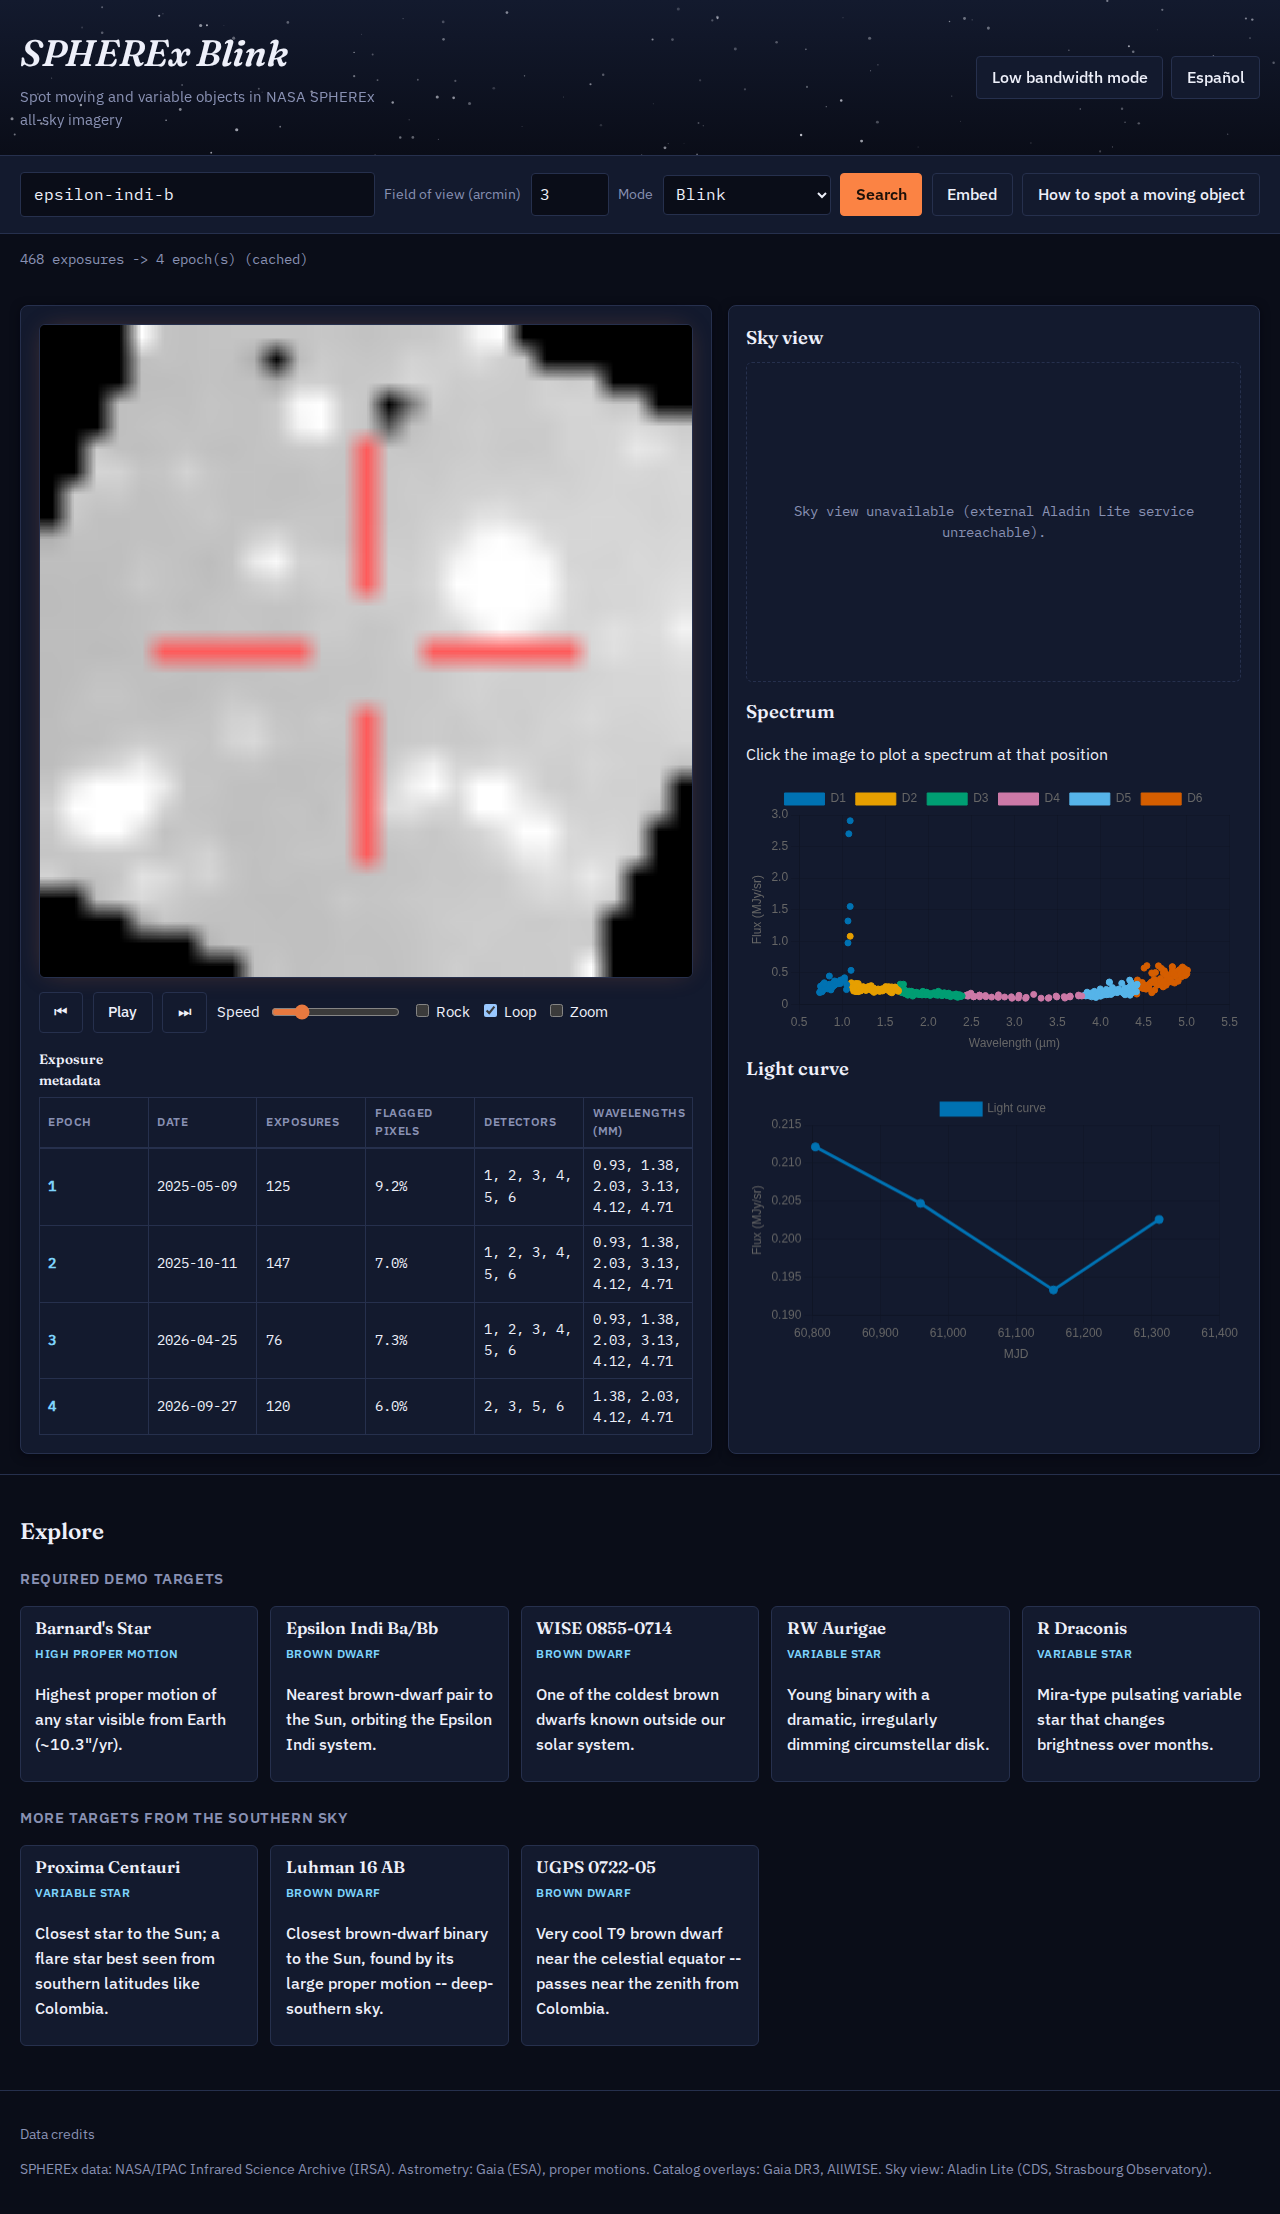 SPHEREx Blink
Spot moving and variable objects in NASA SPHEREx
all-sky imagery
Low bandwidth mode
Español
epsilon-indi-b
Field of view (arcmin)
3
Mode
Blink
Search
Embed
How to spot a moving object
468 exposures -> 4 epoch(s) (cached)
Play
Speed
Rock
Loop
Zoom
Exposure
metadata
EPOCH DATE EXPOSURES FLAGGED PIXELS DETECTORS WAVELENGTHS (MM)
1 2025-05-09 125 9.2% 1, 2, 3, 4, 5, 6 0.93, 1.38, 2.03, 3.13, 4.12, 4.71
2 2025-10-11 147 7.0% 1, 2, 3, 4, 5, 6 0.93, 1.38, 2.03, 3.13, 4.12, 4.71
3 2026-04-25 76 7.3% 1, 2, 3, 4, 5, 6 0.93, 1.38, 2.03, 3.13, 4.12, 4.71
4 2026-09-27 120 6.0% 2, 3, 5, 6 1.38, 2.03, 4.12, 4.71
Sky view
Sky view unavailable (external Aladin Lite service
unreachable).
Spectrum
Click the image to plot a spectrum at that position
D1 D2 D3 D4 D5 D6
3.0
2.5
2.0
1.5
1.0
0.5
0
Flux (MJy/sr)
0.5 1.0 1.5 2.0 2.5 3.0 3.5 4.0 4.5 5.0 5.5
Wavelength (µm)
Light curve
Light curve
0.215
0.210
0.205
0.200
0.195
0.190
Flux (MJy/sr)
60,800 60,900 61,000 61,100 61,200 61,300 61,400
MJD
Explore
REQUIRED DEMO TARGETS
Barnard's Star
HIGH PROPER MOTION
Highest proper motion of
any star visible from Earth
(~10.3"/yr).
Epsilon Indi Ba/Bb
BROWN DWARF
Nearest brown-dwarf pair to
the Sun, orbiting the Epsilon
Indi system.
WISE 0855-0714
BROWN DWARF
One of the coldest brown
dwarfs known outside our
solar system.
RW Aurigae
VARIABLE STAR
Young binary with a
dramatic, irregularly
dimming circumstellar disk.
R Draconis
VARIABLE STAR
Mira-type pulsating variable
star that changes
brightness over months.
MORE TARGETS FROM THE SOUTHERN SKY
Proxima Centauri
VARIABLE STAR
Closest star to the Sun; a
flare star best seen from
southern latitudes like
Colombia.
Luhman 16 AB
BROWN DWARF
Closest brown-dwarf binary
to the Sun, found by its
large proper motion -- deep-
southern sky.
UGPS 0722-05
BROWN DWARF
Very cool T9 brown dwarf
near the celestial equator --
passes near the zenith from
Colombia.
Data credits
SPHEREx data: NASA/IPAC Infrared Science Archive (IRSA). Astrometry: Gaia (ESA), proper motions. Catalog overlays: Gaia DR3, AllWISE. Sky view: Aladin Lite (CDS, Strasbourg Observatory).